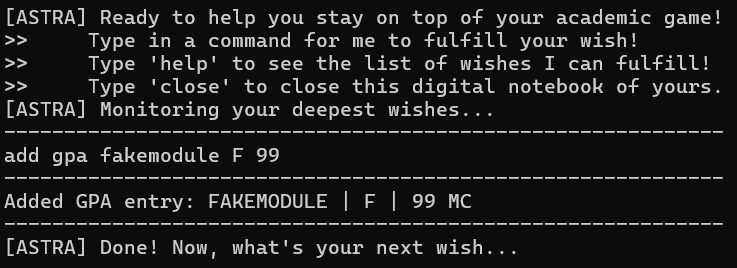 [ASTRA] Ready to help you stay on top of your academic game!
>>     Type in a command for me to fulfill your wish!
>>     Type 'help' to see the list of wishes I can fulfill!
>>     Type 'close' to close this digital notebook of yours.
[ASTRA] Monitoring your deepest wishes...
------------------------------------------------------------
add gpa fakemodule F 99
------------------------------------------------------------
Added GPA entry: FAKEMODULE | F | 99 MC
------------------------------------------------------------
[ASTRA] Done! Now, what's your next wish...